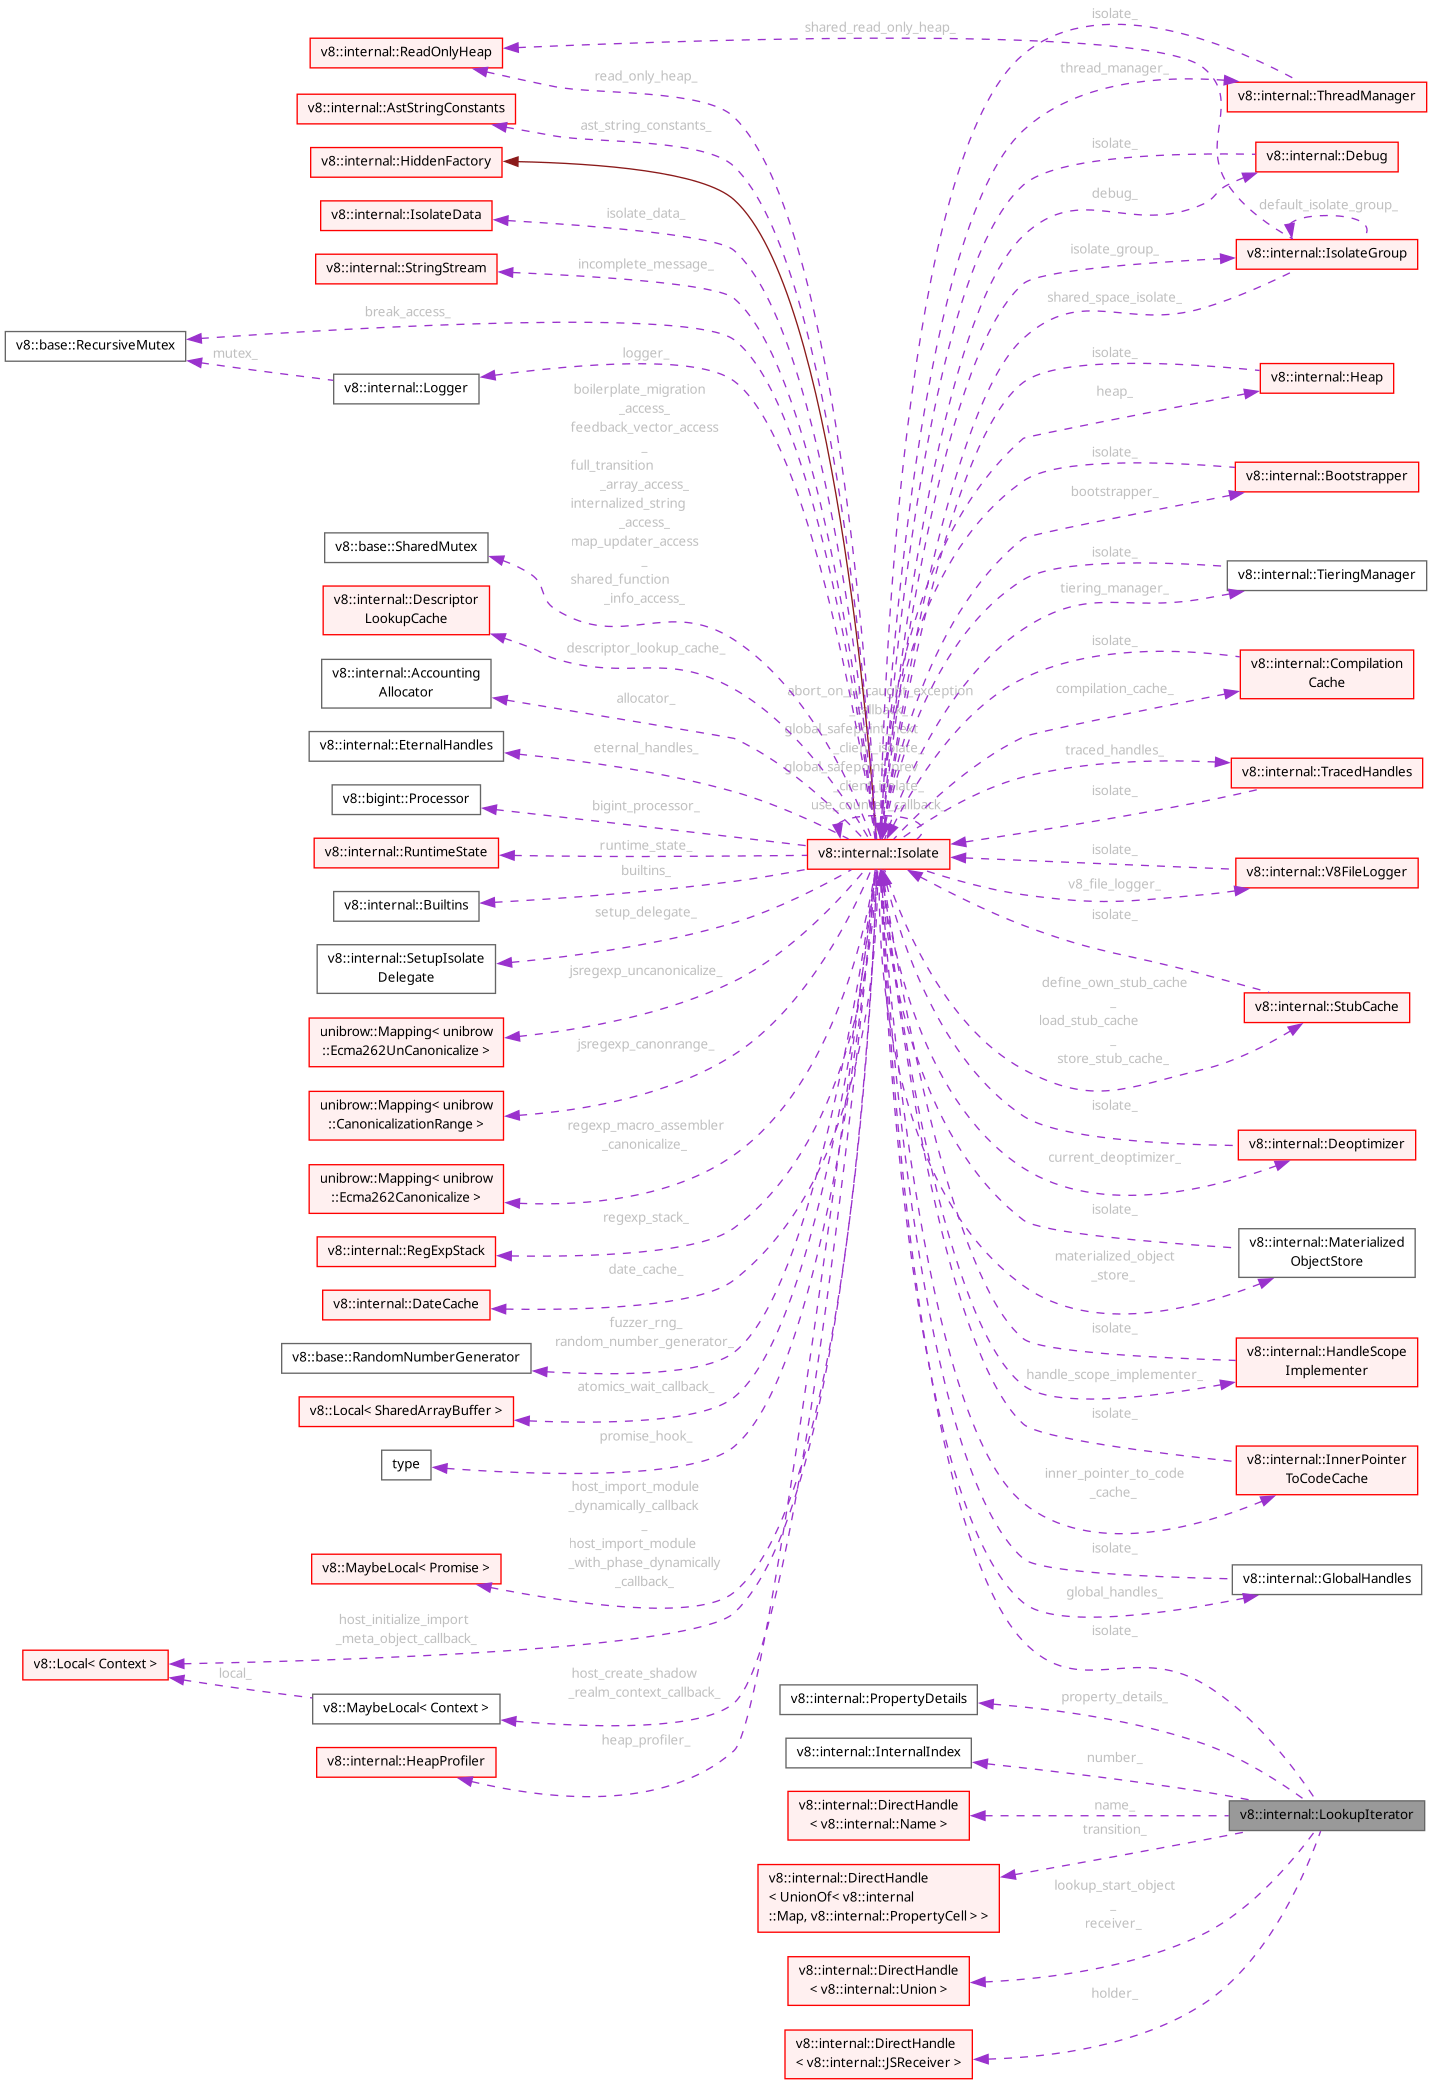 isolate_
shared_read_only_heap_
v8::internal::ReadOnlyHeap
thread_manager_
read_only_heap_
v8::internal::ThreadManager
v8::internal::AstStringConstants
ast_string_constants_
isolate_
v8::internal::Debug
v8::internal::HiddenFactory
debug_
default_isolate_group_
v8::internal::IsolateData
isolate_data_
isolate_group_
v8::internal::IsolateGroup
v8::internal::StringStream
incomplete_message_
shared_space_isolate_
break_access_
v8::base::RecursiveMutex
mutex_
v8::internal::Logger
logger_
isolate_
v8::internal::Heap
heap_
boilerplate_migration
_access_
feedback_vector_access
_
full_transition
_array_access_
internalized_string
_access_
map_updater_access
_
shared_function
_info_access_
isolate_
v8::internal::Bootstrapper
bootstrapper_
v8::base::SharedMutex
isolate_
v8::internal::TieringManager
tiering_manager_
v8::internal::Descriptor
LookupCache
descriptor_lookup_cache_
isolate_
v8::internal::Compilation
Cache
compilation_cache_
v8::internal::Accounting
Allocator
allocator_
v8::internal::EternalHandles
eternal_handles_
traced_handles_
v8::internal::TracedHandles
isolate_
v8::bigint::Processor
bigint_processor_
abort_on_uncaught_exception
_callback_
global_safepoint_next
_client_isolate_
global_safepoint_prev
_client_isolate_
use_counter_callback_
v8::internal::Isolate
v8::internal::RuntimeState
runtime_state_
isolate_
v8::internal::V8FileLogger
v8_file_logger_
v8::internal::Builtins
builtins_
isolate_
v8::internal::SetupIsolate
Delegate
setup_delegate_
define_own_stub_cache
_
load_stub_cache
_
store_stub_cache_
v8::internal::StubCache
unibrow::Mapping< unibrow
::Ecma262UnCanonicalize >
jsregexp_uncanonicalize_
unibrow::Mapping< unibrow
::CanonicalizationRange >
jsregexp_canonrange_
isolate_
v8::internal::Deoptimizer
current_deoptimizer_
unibrow::Mapping< unibrow
::Ecma262Canonicalize >
regexp_macro_assembler
_canonicalize_
isolate_
v8::internal::Materialized
ObjectStore
materialized_object
_store_
v8::internal::RegExpStack
regexp_stack_
v8::internal::DateCache
date_cache_
isolate_
v8::internal::HandleScope
Implementer
handle_scope_implementer_
v8::base::RandomNumberGenerator
fuzzer_rng_
random_number_generator_
v8::Local< SharedArrayBuffer >
atomics_wait_callback_
isolate_
v8::internal::InnerPointer
ToCodeCache
inner_pointer_to_code
_cache_
type
promise_hook_
host_import_module
_dynamically_callback
_
host_import_module
_with_phase_dynamically
_callback_
v8::MaybeLocal< Promise >
isolate_
v8::internal::GlobalHandles
global_handles_
host_initialize_import
_meta_object_callback_
v8::Local< Context >
local_
v8::MaybeLocal< Context >
host_create_shadow
_realm_context_callback_
v8::internal::HeapProfiler
heap_profiler_
isolate_
v8::internal::PropertyDetails
property_details_
v8::internal::InternalIndex
number_
v8::internal::DirectHandle
< v8::internal::Name >
name_
v8::internal::LookupIterator
transition_
v8::internal::DirectHandle
< UnionOf< v8::internal
::Map, v8::internal::PropertyCell > >
lookup_start_object
_
receiver_
v8::internal::DirectHandle
< v8::internal::Union >
holder_
v8::internal::DirectHandle
< v8::internal::JSReceiver >